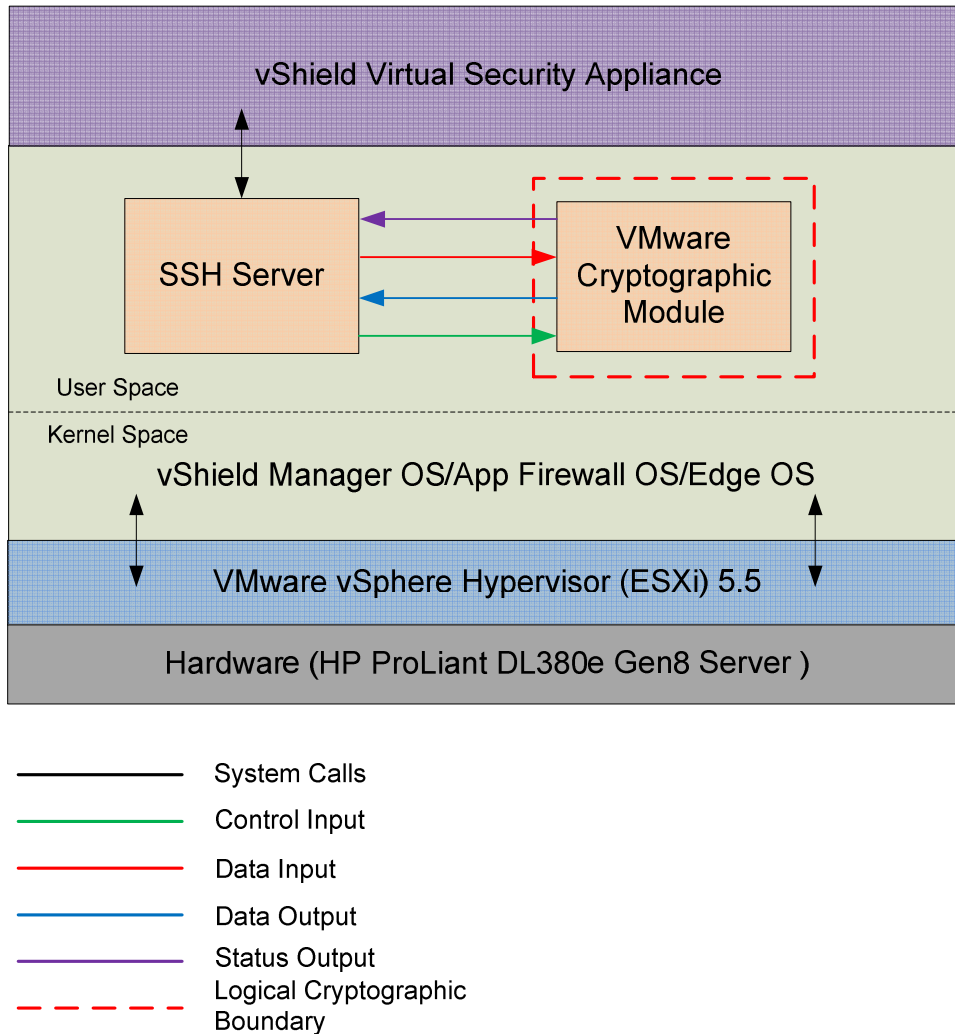 vShield Virtual Security Appliance
SSH Server
VMware
Cryptographic
Module
User Space
Kernel Space
vShield Manager OS/App Firewall OS/Edge OS
VMware vSphere Hypervisor (ESXi) 5.5
Hardware (HP ProLiant DL380e Gen8 Server )
System Calls
Control Input
Data Input
Data Output
Status Output
Logical Cryptographic
Boundary